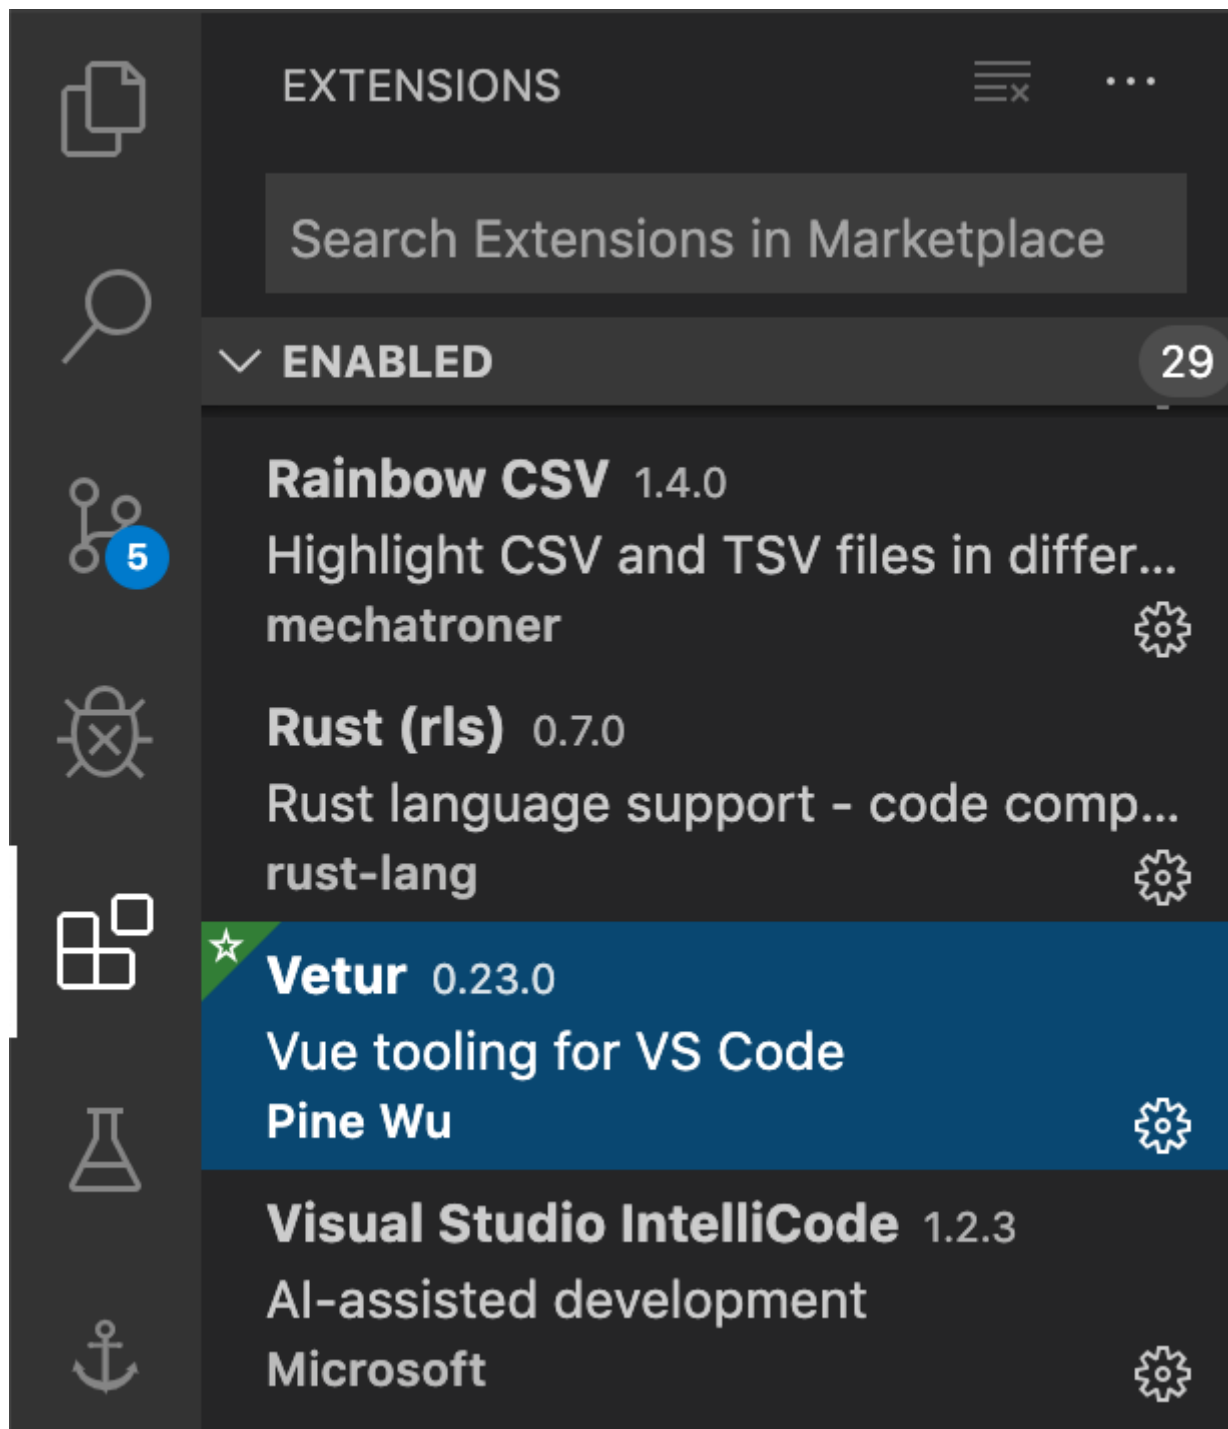 EXTENSIONS
Search Extensions in Marketplace
ENABLED 29
Rainbow CSV 1.4.0
Highlight CSV and TSV files in differ...
mechatroner
5
Rust (rls) 0.7.0
Rust language support - code comp...
rust-lang
Vetur 0.23.0
Vue tooling for VS Code
Pine Wu
Visual Studio IntelliCode 1.2.3
AI-assisted development
Microsoft